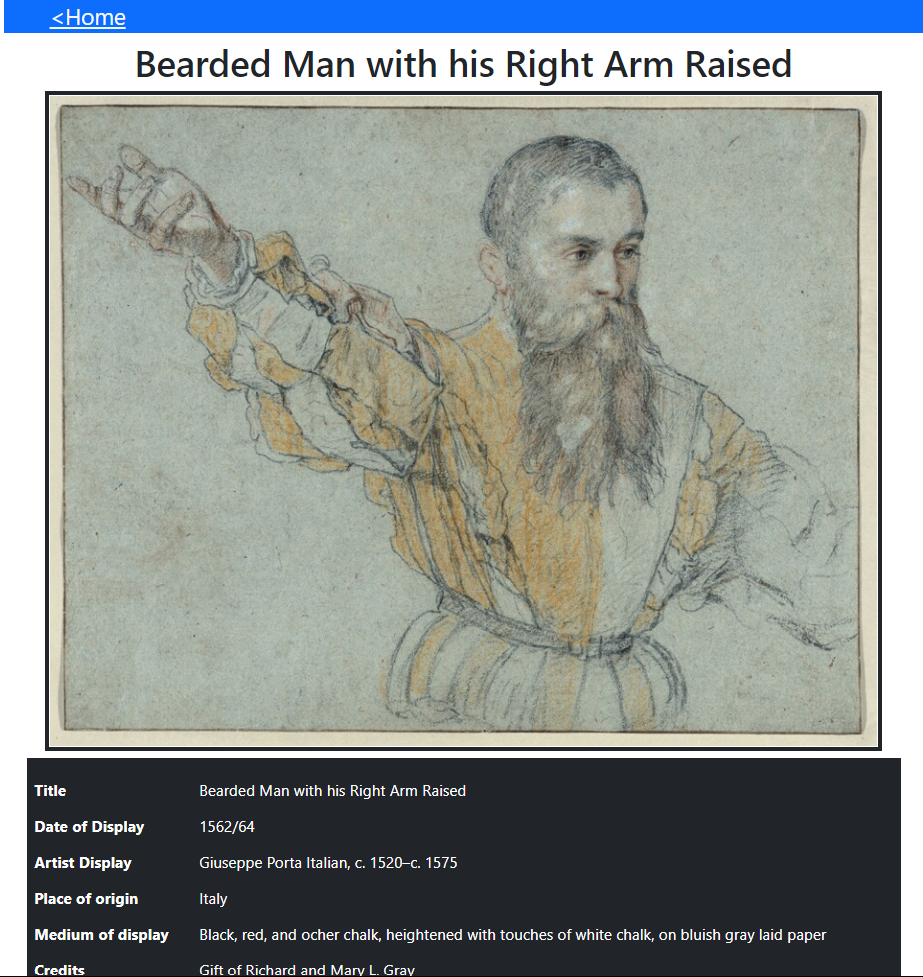 <Home
Bearded Man with his Right Arm Raised
Title Bearded Man with his Right Arm Raised
Date of Display 1562/64
Artist Display Giuseppe Porta Italian, c. 1520–c. 1575
Place of origin Italy
Medium of display Black, red, and ocher chalk, heightened with touches of white chalk, on bluish gray laid paper
Credits Gift of Richard and Mary L. Gray